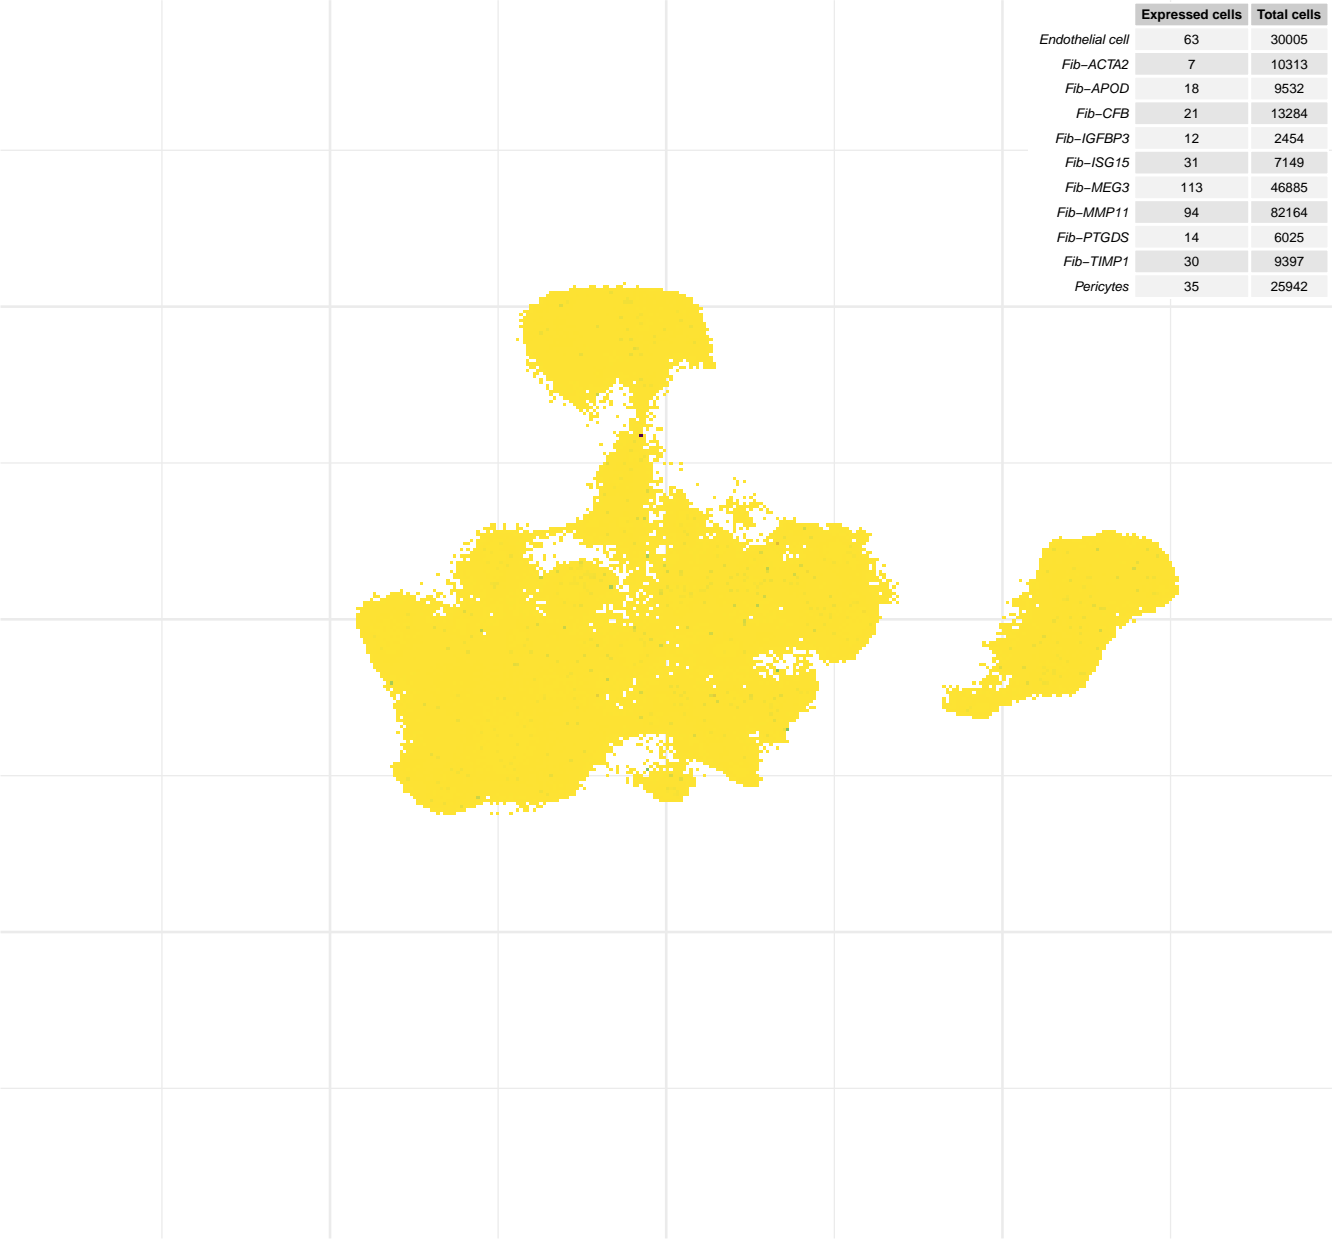 Expressed cells Total cells
Endothelial cell 63 30005
Fib−ACTA2 7 10313
Fib−APOD 18 9532
Fib−CFB 21 13284
Fib−IGFBP3 12 2454
Fib−ISG15 31 7149
Fib−MEG3 113 46885
Fib−MMP11 94 82164
Fib−PTGDS 14 6025
Fib−TIMP1 30 9397
Pericytes 35 25942